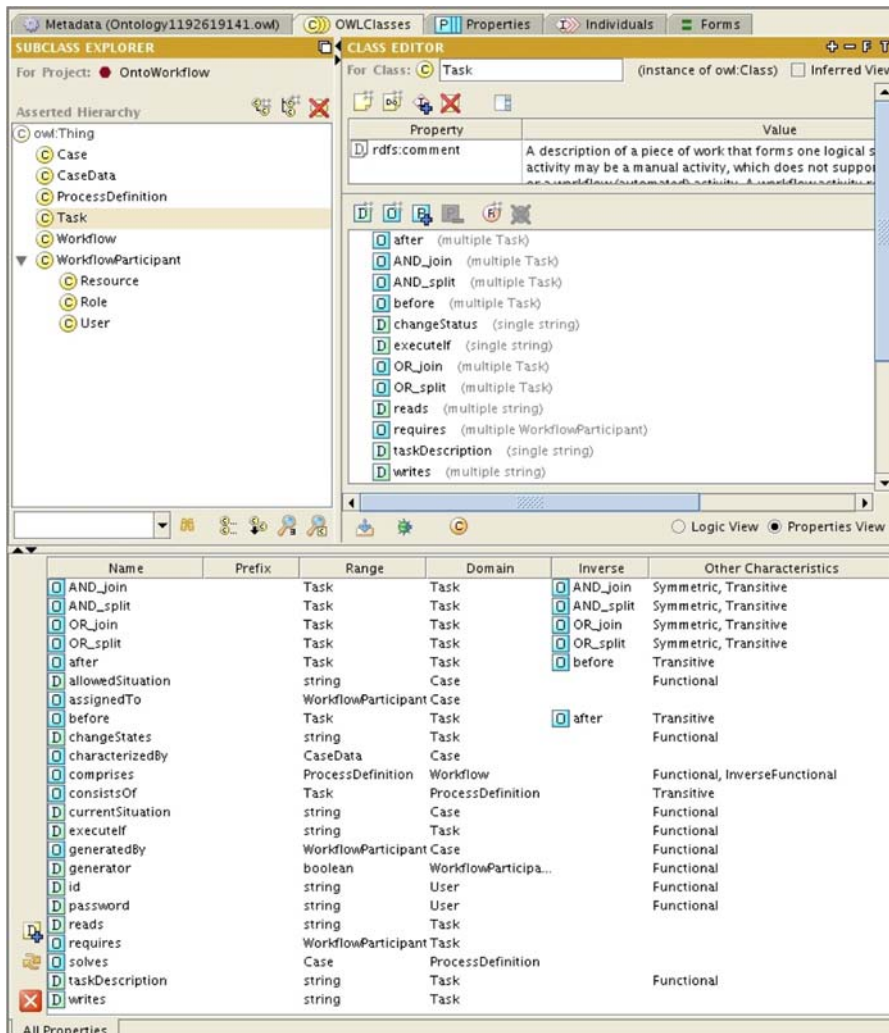 Metadata (Ontology1192619141.owl) OWLClasses Properties Individuals Forms
SUBCLASS EXPLORER
For Project: OntoWorkflow
Asserted Hierarchy
owl:Thing
Case
CaseData
ProcessDefinition
Task
Workflow
WorkflowParticipant
Resource
Role
User
CLASS EDITOR
For Class: Task (instance of owl:Class) Inferred View
Property Value
rdfs:comment A description of a piece of work that forms one logical s
activity may be a manual activity, which does not suppo
or a workflow (automated) activity. A workflow activity r
after (multiple Task)
AND_join (multiple Task)
AND_split (multiple Task)
before (multiple Task)
changeStatus (single string)
executeIf (single string)
OR_join (multiple Task)
OR_split (multiple Task)
reads (multiple string)
requires (multiple WorkflowParticipant)
taskDescription (single string)
writes (multiple string)
Logic View Properties View
Name Prefix Range Domain Inverse Other Characteristics
AND_join Task Task AND_join Symmetric, Transitive
AND_split Task Task AND_split Symmetric, Transitive
OR_join Task Task OR_join Symmetric, Transitive
OR_split Task Task OR_split Symmetric, Transitive
after Task Task before Transitive
allowedSituation string Case Functional
assignedTo WorkflowParticipant Case
before Task Task after Transitive
changeStates string Task Functional
characterizedBy CaseData Case
comprises ProcessDefinition Workflow Functional, InverseFunctional
consistsOf Task ProcessDefinition Transitive
currentSituation string Case Functional
executeIf string Task Functional
generatedBy WorkflowParticipant Case Functional
generator boolean WorkflowParticipa... Functional
id string User Functional
password string User Functional
reads string Task
requires WorkflowParticipant Task
solves Case ProcessDefinition
taskDescription string Task Functional
writes string Task
All Properties